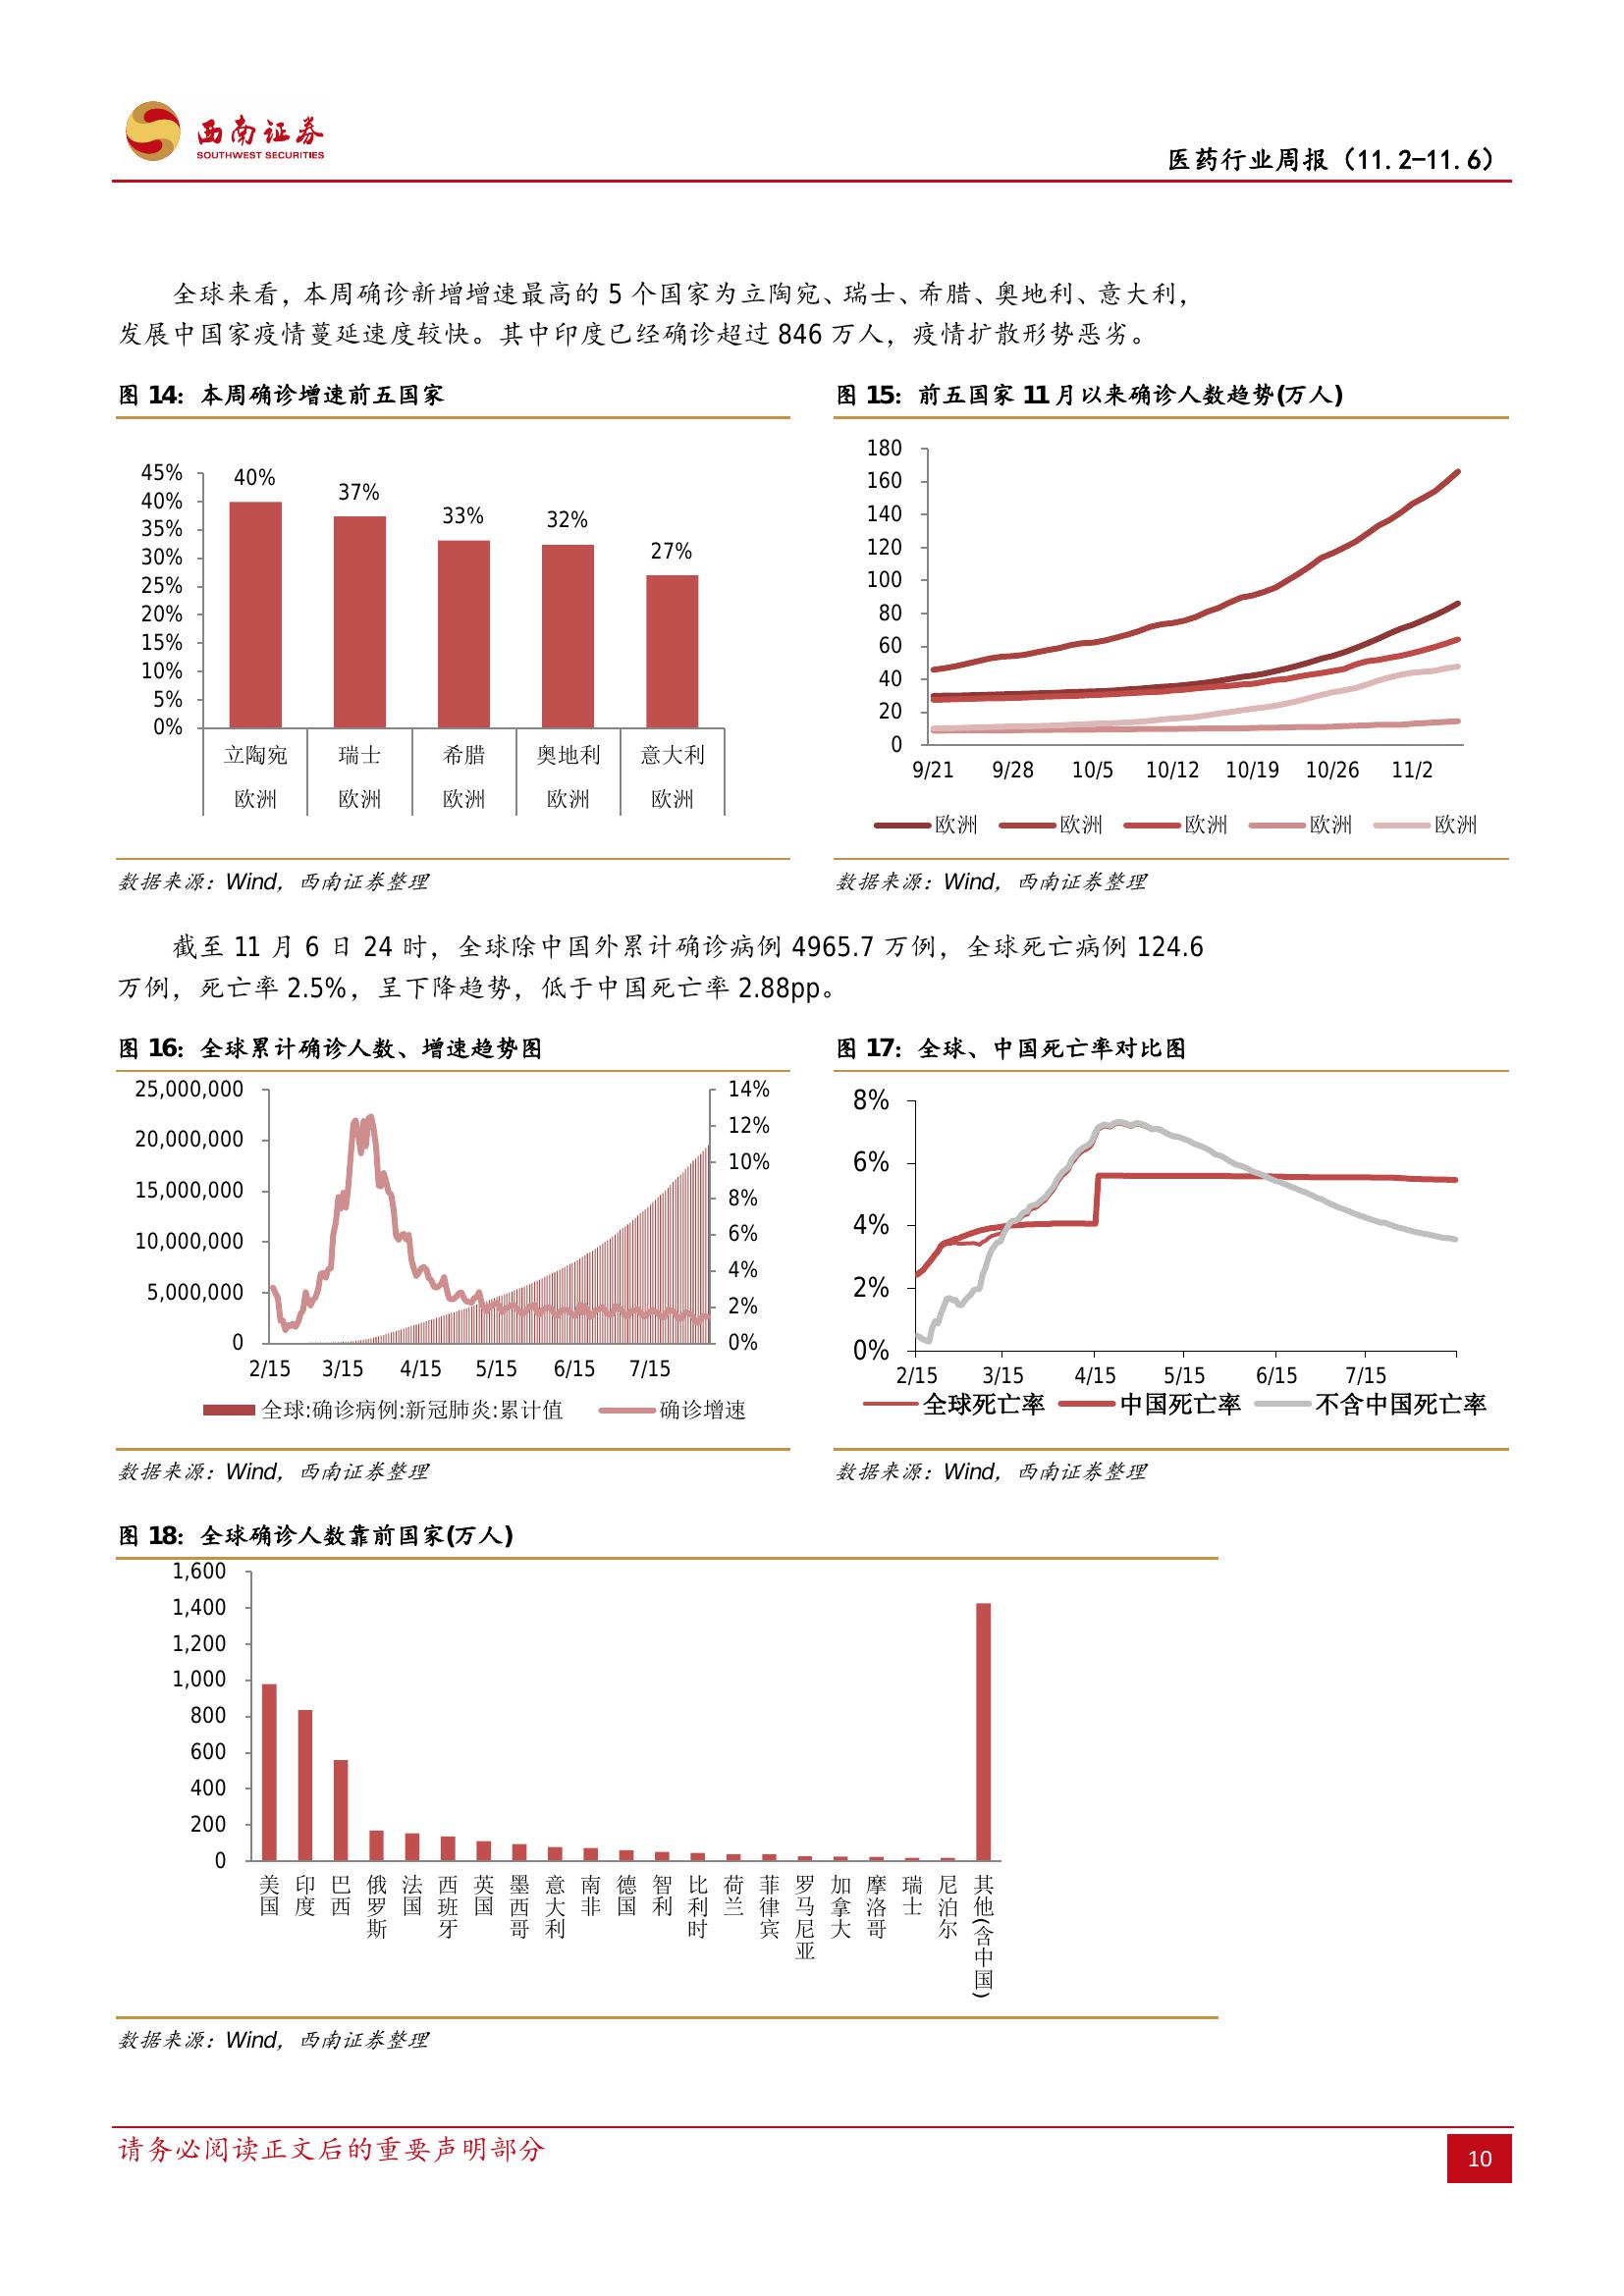 西南证券
SOUTHWEST SECURITIES
医药行业周报（11.2-11.6）
全球来看，本周确诊新增增速最高的 5 个国家为立陶宛、瑞士、希腊、奥地利、意大利，
发展中国家疫情蔓延速度较快。其中印度已经确诊超过 846 万人，疫情扩散形势恶劣。
图 14：本周确诊增速前五国家
45%
40%
35%
30%
25%
20%
15%
10%
5%
0%
40%
37%
33%
32%
27%
立陶宛 瑞士 希腊 奥地利 意大利
欧洲 欧洲 欧洲 欧洲 欧洲
数据来源：Wind，西南证券整理
图 15：前五国家 11 月以来确诊人数趋势(万人)
180
160
140
120
100
80
60
40
20
0
9/21 9/28 10/5 10/12 10/19 10/26 11/2
欧洲 欧洲 欧洲 欧洲 欧洲
数据来源：Wind，西南证券整理
截至 11 月 6 日 24 时，全球除中国外累计确诊病例 4965.7 万例，全球死亡病例 124.6
万例，死亡率 2.5%，呈下降趋势，低于中国死亡率 2.88pp。
图 16：全球累计确诊人数、增速趋势图
25,000,000
20,000,000
15,000,000
10,000,000
5,000,000
0
14%
12%
10%
8%
6%
4%
2%
0%
2/15 3/15 4/15 5/15 6/15 7/15
全球:确诊病例:新冠肺炎:累计值 确诊增速
数据来源：Wind，西南证券整理
图 17：全球、中国死亡率对比图
8%
6%
4%
2%
0%
2/15 3/15 4/15 5/15 6/15 7/15
全球死亡率 中国死亡率 不含中国死亡率
数据来源：Wind，西南证券整理
图 18：全球确诊人数靠前国家(万人)
1,600
1,400
1,200
1,000
800
600
400
200
0
美国 印度 巴西 俄罗斯 法国 西班牙 英国 墨西哥 意大利 南非 德国 智利 比利时 荷兰 菲律宾 罗马尼亚 加拿大 摩洛哥 瑞士 尼泊尔 其他(含中国)
数据来源：Wind，西南证券整理
请务必阅读正文后的重要声明部分
10